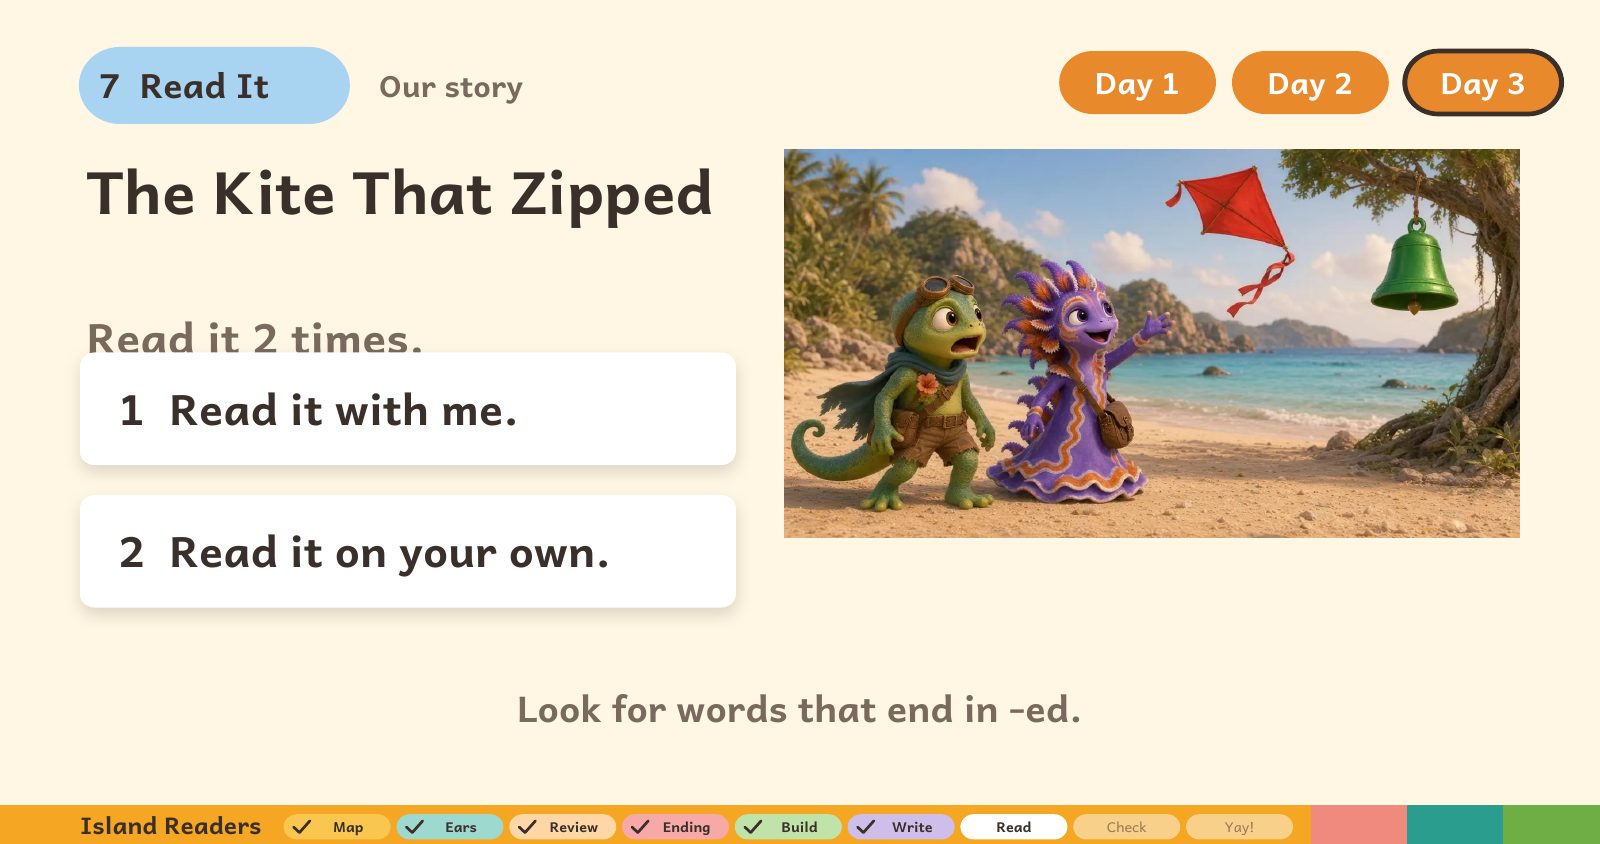 7 Read It
Our story
Day 1
Day 2
Day 3
The Kite That Zipped
Read it 2 times.
1 Read it with me.
2 Read it on your own.
Look for words that end in -ed.
Island Readers
Map
Ears
Review
Ending
Build
Write
Read
Check
Yay!